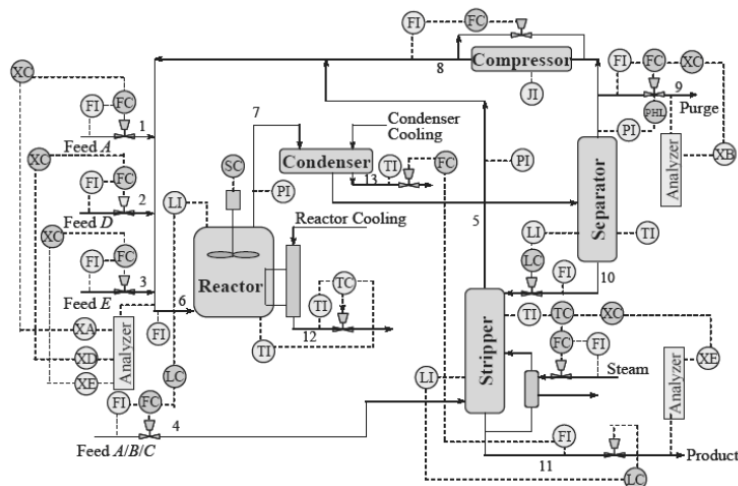 FI
FC
8
Compressor
JI
FI
FC
XC
9
Purge
PHL
PI
XB
Analyzer
XC
FI
FC
1
Feed A
XC
FI
FC
2
Feed D
XC
FI
FC
3
Feed E
7
Condenser
Cooling
Condenser
TI
13
FC
SC
PI
LI
Reactor Cooling
Reactor
6
FI
TI
TC
TI
12
PI
5
Separator
LI
TI
LC
FI
10
Stripper
TI
TC
XC
FC
FI
Steam
XE
LI
Analyzer
FI
11
Product
LC
XA
XD
XE
Analyzer
LC
FI
FC
4
Feed A/B/C